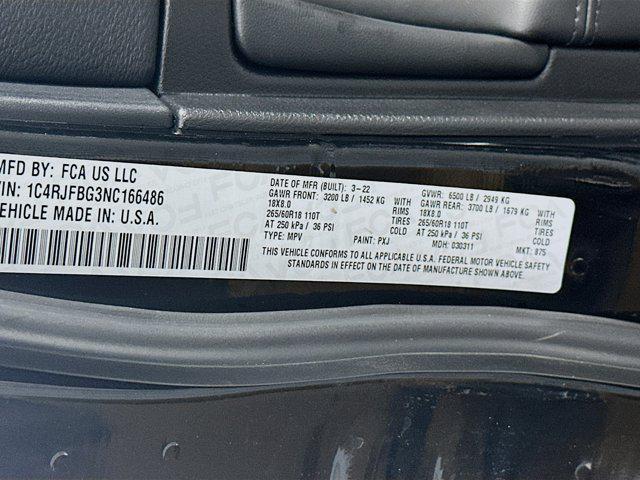 MFD BY: FCA US LLC
VIN: 1C4RJFBG3NC166486
VEHICLE MADE IN: U.S.A.
DATE OF MFR (BUILT): 3-22 GVWR: 6500 LB / 2949 KG
GAWR FRONT: 3200 LB / 1452 KG WITH GAWR REAR: 3700 LB / 1679 KG WITH
18X8.0 RIMS 18X8.0 RIMS
265/60R18 110T TIRES 265/60R18 110T TIRES
AT 250 kPa / 36 PSI COLD AT 250 kPa / 36 PSI COLD
TYPE: MPV PAINT: PXJ MDH: 030311 MKT: 875
THIS VEHICLE CONFORMS TO ALL APPLICABLE U.S.A. FEDERAL MOTOR VEHICLE SAFETY
STANDARDS IN EFFECT ON THE DATE OF MANUFACTURE SHOWN ABOVE.